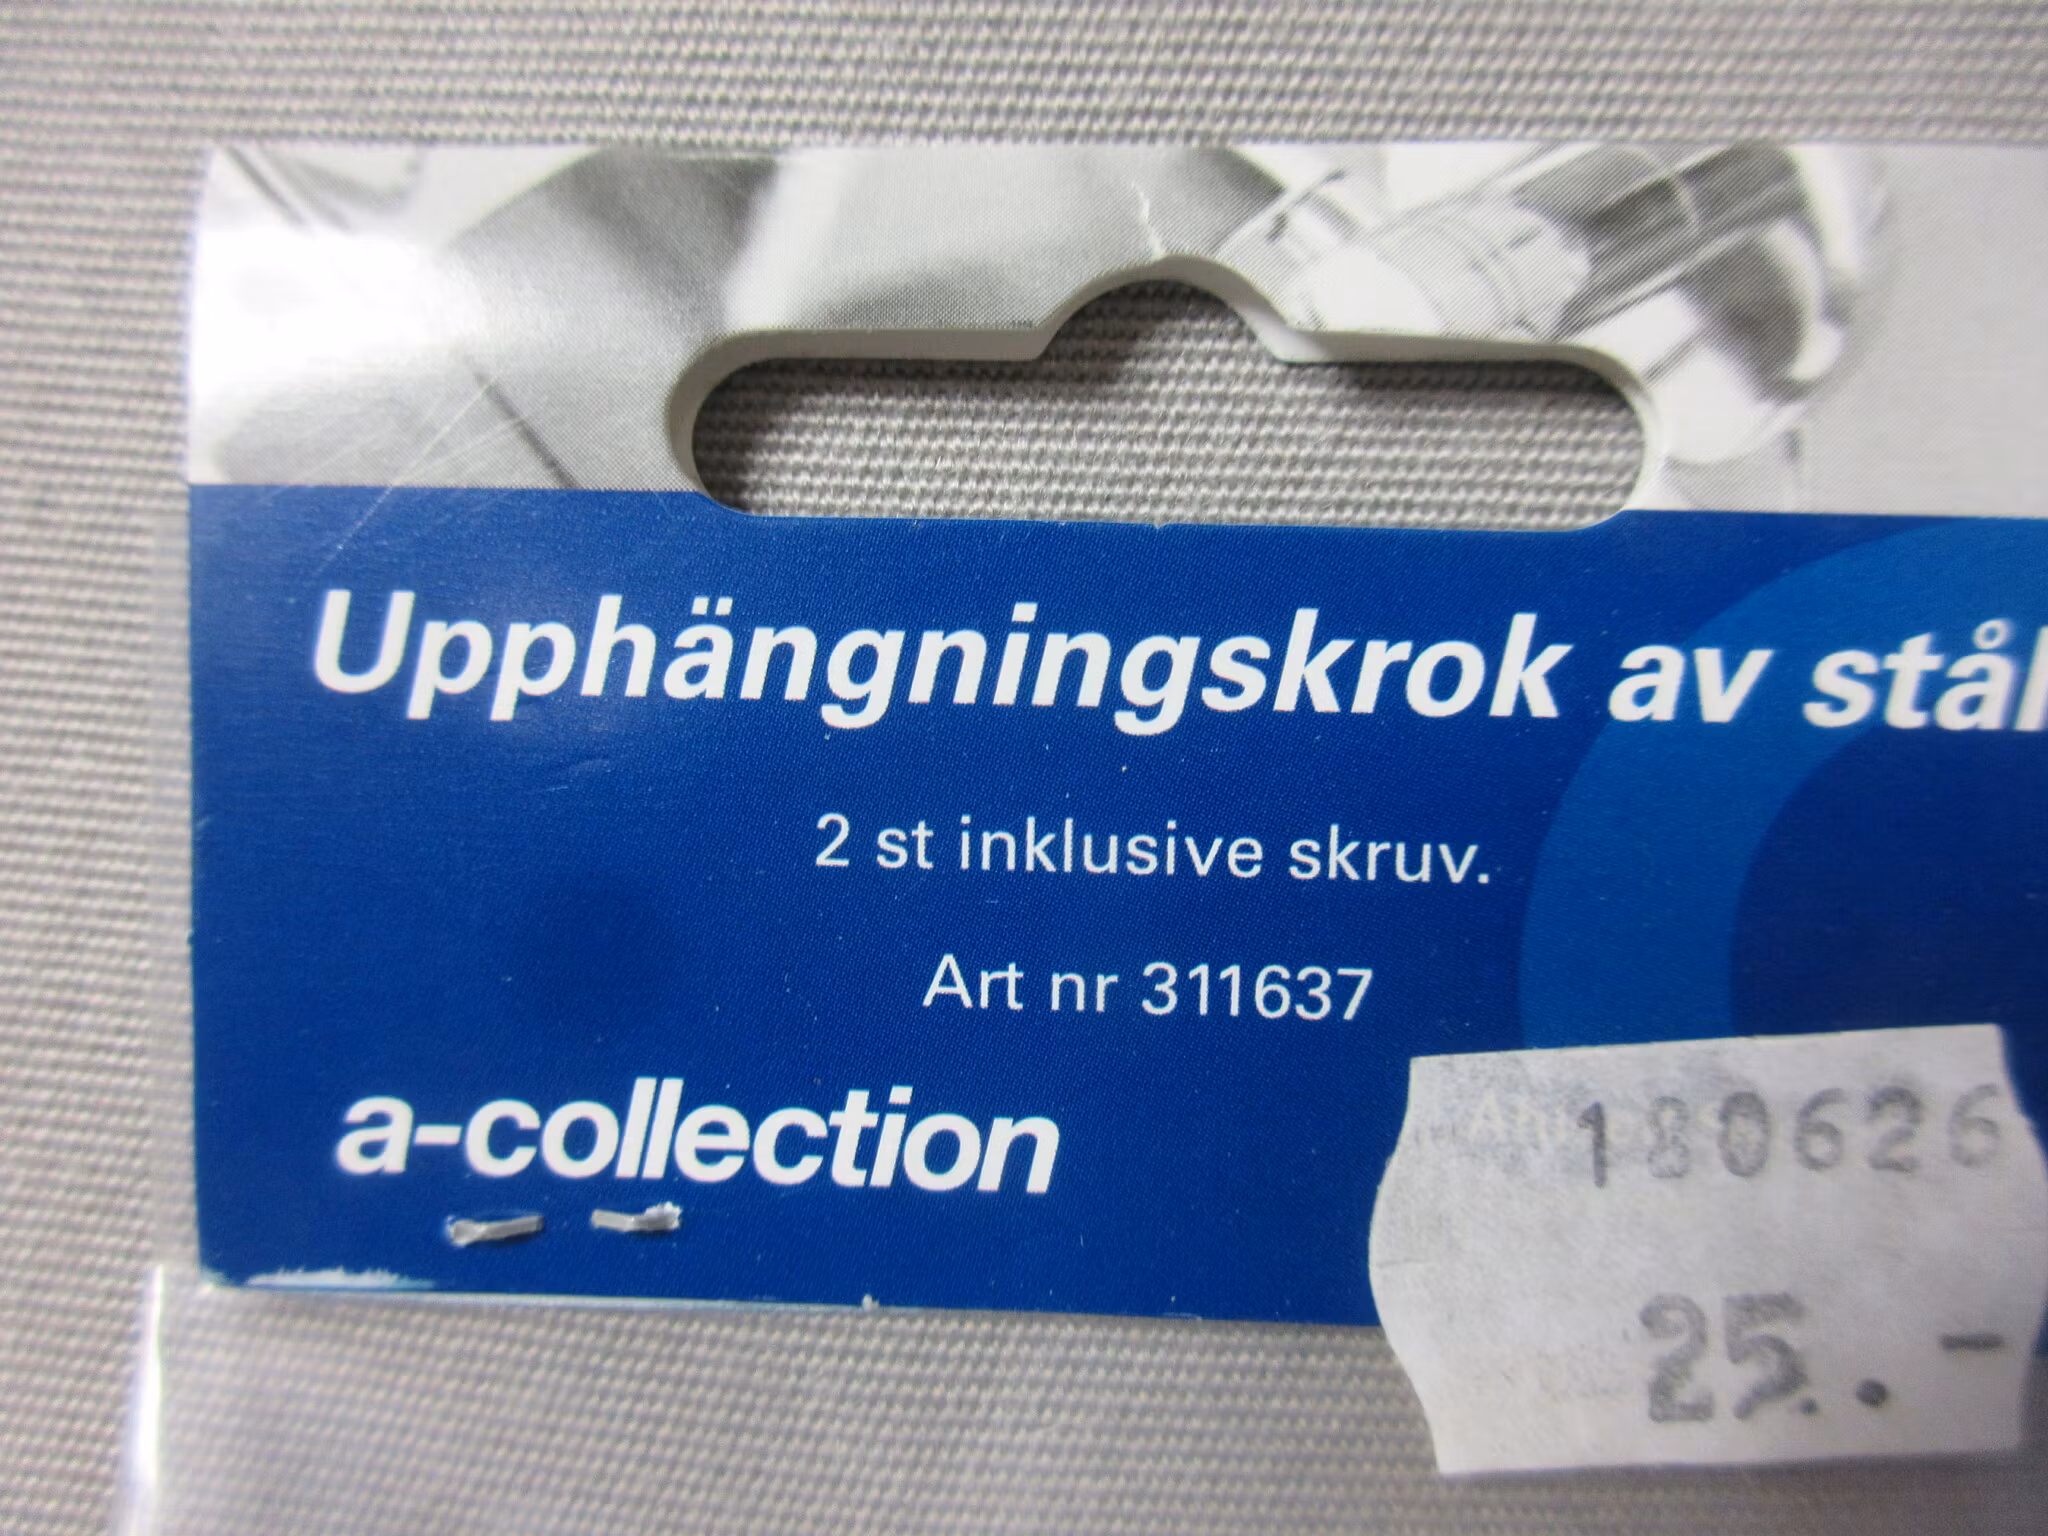 Upphängningskrok av stål
2 st inklusive skruv.
Art nr 311637
a-collection
180626
25.-